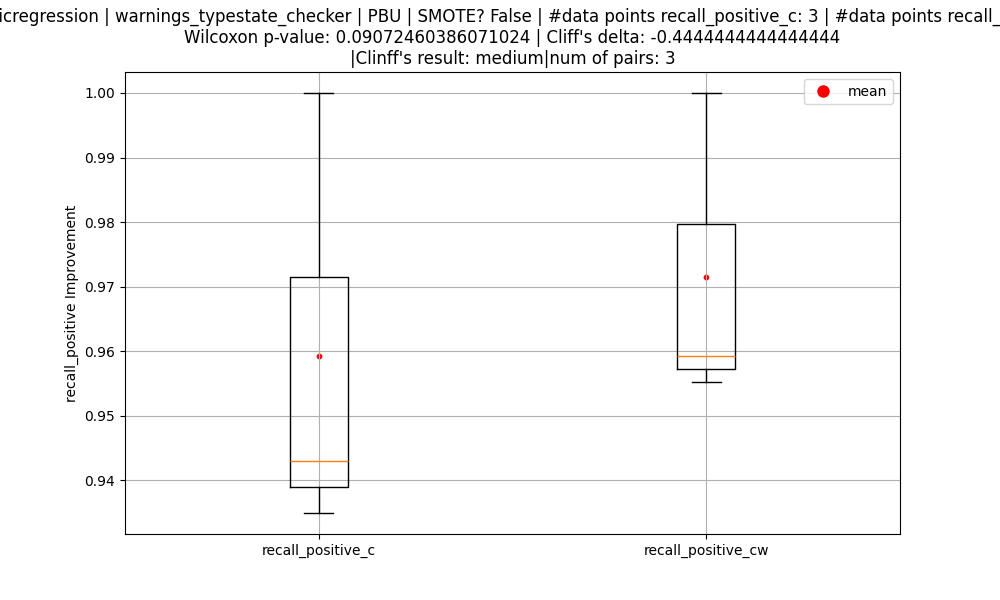 icregression | warnings_typestate_checker | PBU | SMOTE? False | #data points recall_positive_c: 3 | #data points recall_
Wilcoxon p-value: 0.09072460386071024 | Cliff's delta: -0.4444444444444444
|Clinff's result: medium|num of pairs: 3
mean
1.00
0.99
0.98
0.97
0.96
0.95
0.94
recall_positive Improvement
recall_positive_c
recall_positive_cw